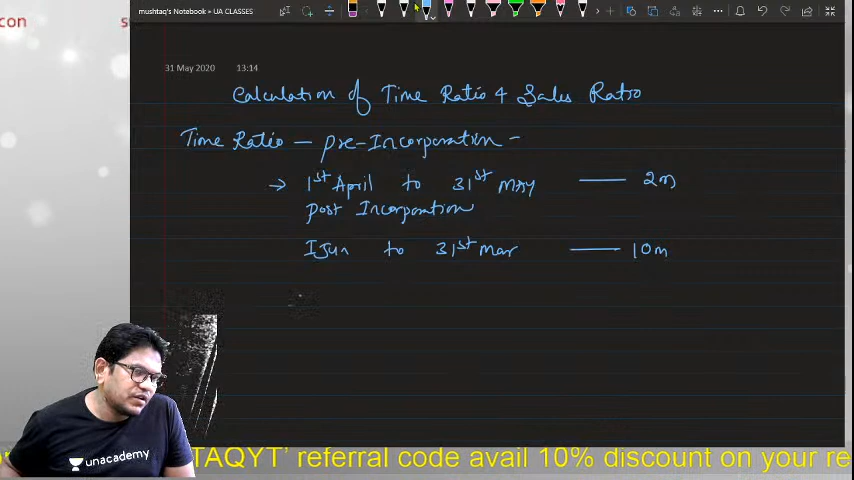 mushtaq's Notebook » UA CLASSES
con
s
31 May 2020 13:14
Calculation of Time Ratio & Sales Ratio
Time Ratio — pre-Incorporation -
→ 1st April to 31st May —— 2m
post Incorporation
1Jun to 31st Mar —— 10m
unacademy
TAQYT' referral code avail 10% discount on your re